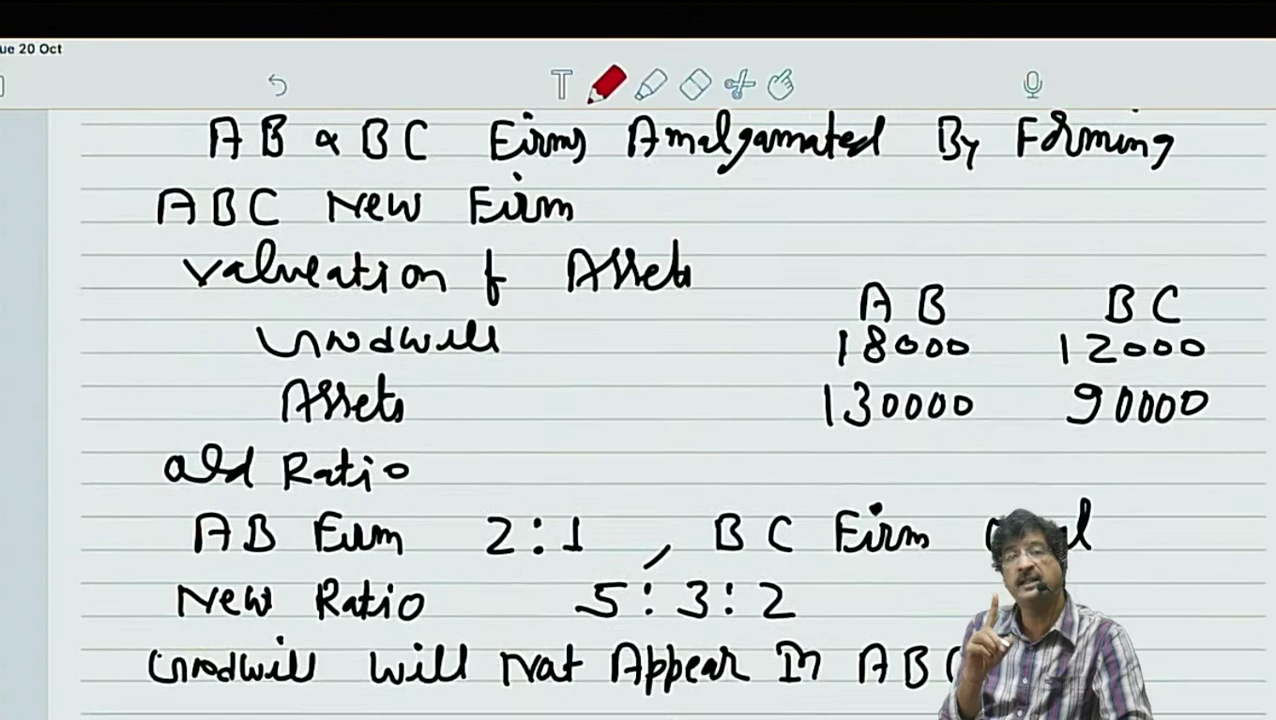 ue 20 Oct
T
AB & BC Firms Amalgamated By Forming
ABC New Firm
Valueation of Assets
AB BC
Goodwill 18000 12000
Assets 130000 90000
Old Ratio
AB Firm 2:1, BC Firm
New Ratio 5:3:2
Goodwill Will Not Appear In ABC